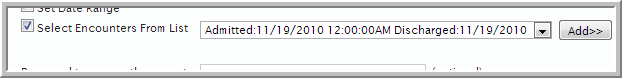 Set Date Range
Select Encounters From List Admitted:11/19/2010 12:00:00AM Discharged:11/19/2010 Add>>